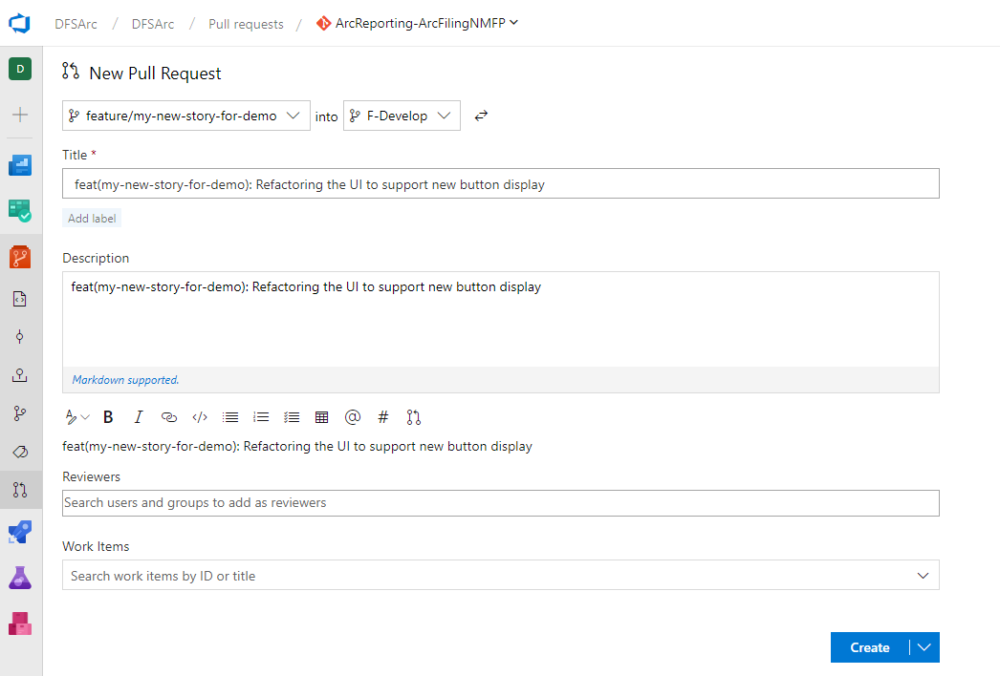 DFSArc / DFSArc / Pull requests / ArcReporting-ArcFilingNMFP
D
New Pull Request
feature/my-new-story-for-demo into F-Develop
Title *
feat(my-new-story-for-demo): Refactoring the UI to support new button display
Add label
Description
feat(my-new-story-for-demo): Refactoring the UI to support new button display
Markdown supported.
B I </> @ #
feat(my-new-story-for-demo): Refactoring the UI to support new button display
Reviewers
Search users and groups to add as reviewers
Work Items
Search work items by ID or title
Create